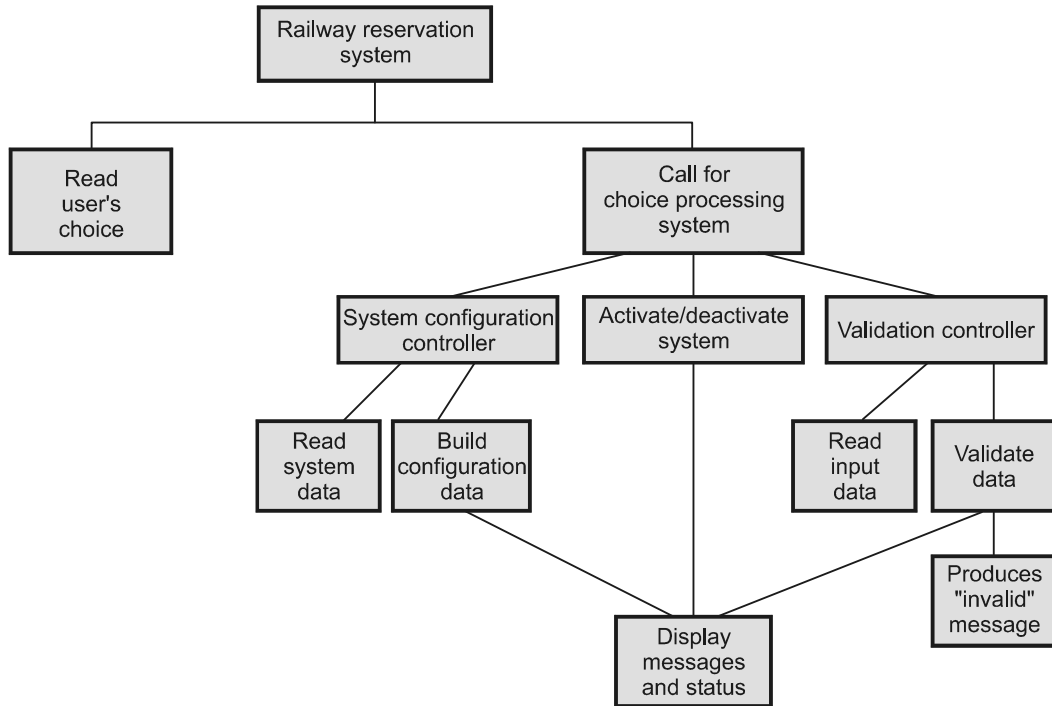 Railway reservation
system
Read
user's
choice
Call for
choice processing
system
System configuration
controller
Activate/deactivate
system
Validation controller
Read
system
data
Build
configuration
data
Read
input
data
Validate
data
Produces
"invalid"
message
Display
messages
and status